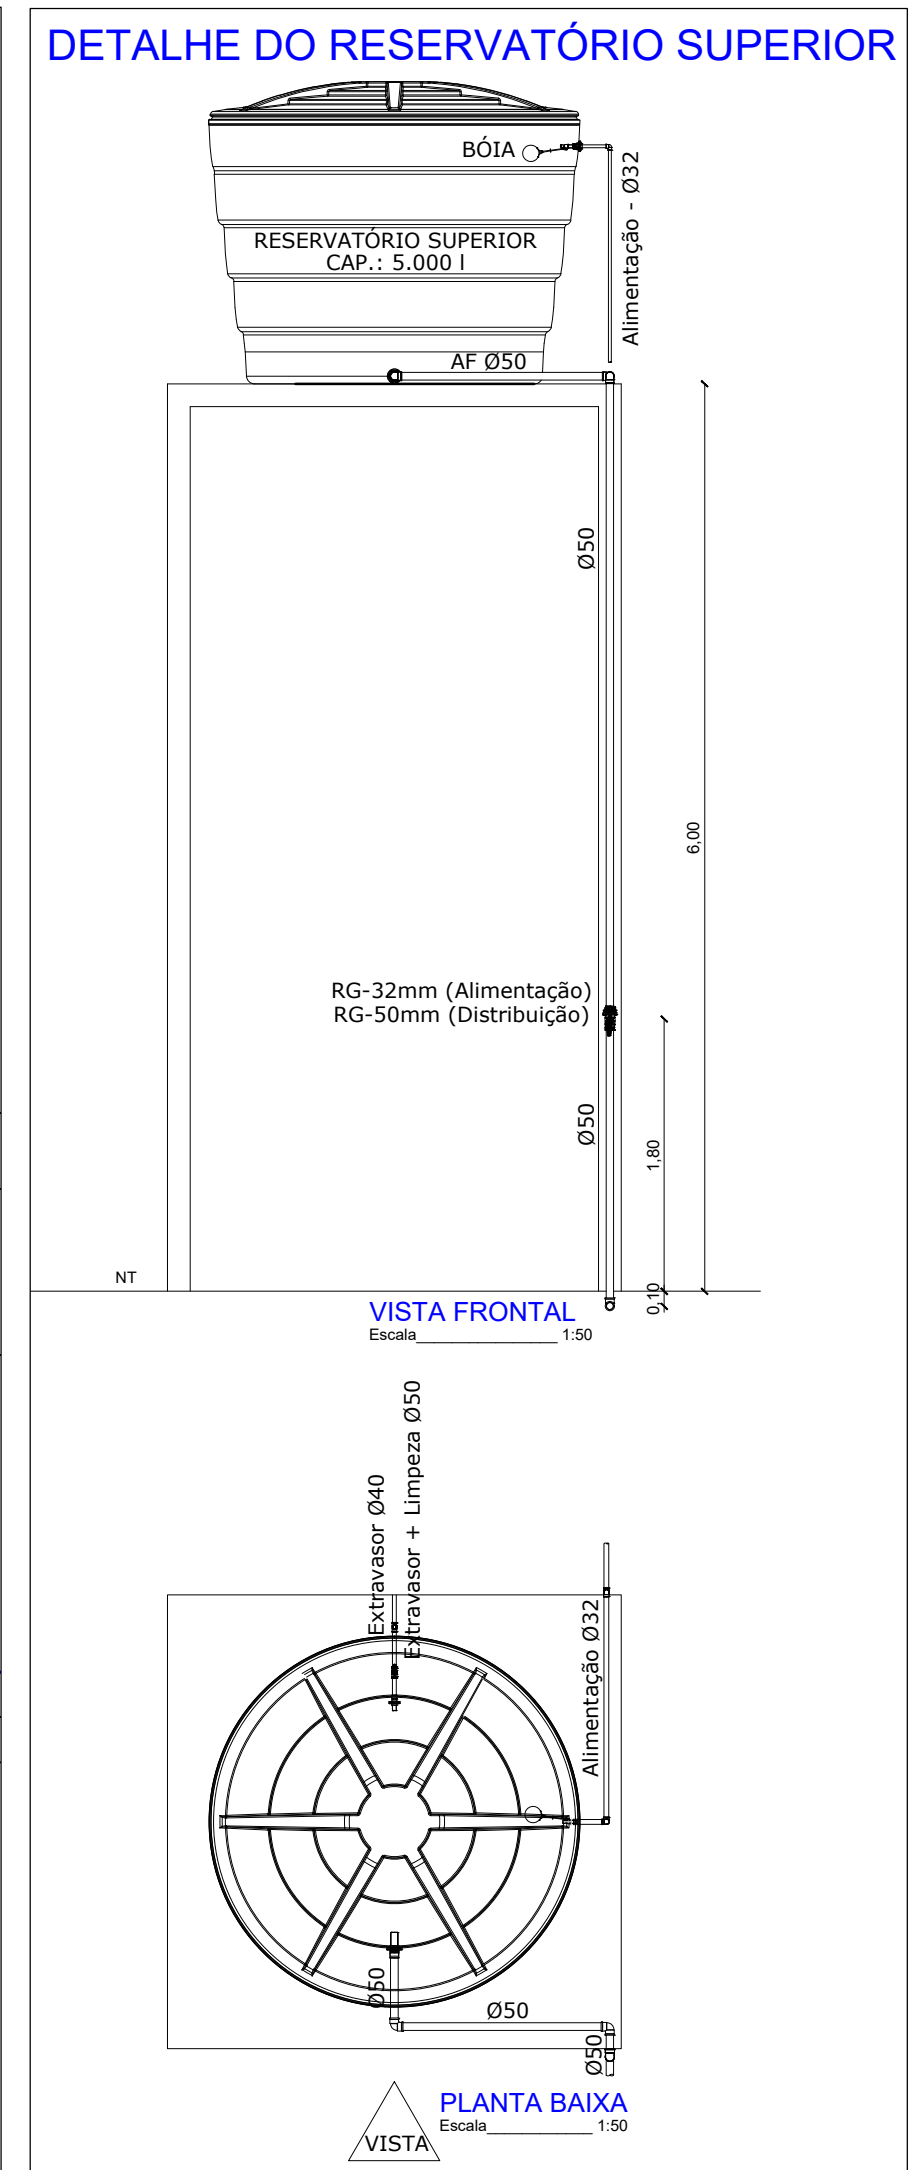 DETALHE DO RESERVATÓRIO SUPERIOR
BÓIA
Alimentação - Ø32
RESERVATÓRIO SUPERIOR
CAP.: 5.000 l
AF Ø50
Ø50
6,00
RG-32mm (Alimentação)
RG-50mm (Distribuição)
Ø50
1,80
NT
0,10
VISTA FRONTAL
Escala________________ 1:50
Extravasor Ø40
Extravasor + Limpeza Ø50
Alimentação Ø32
Ø50
Ø50
Ø50
PLANTA BAIXA
Escala____________ 1:50
VISTA